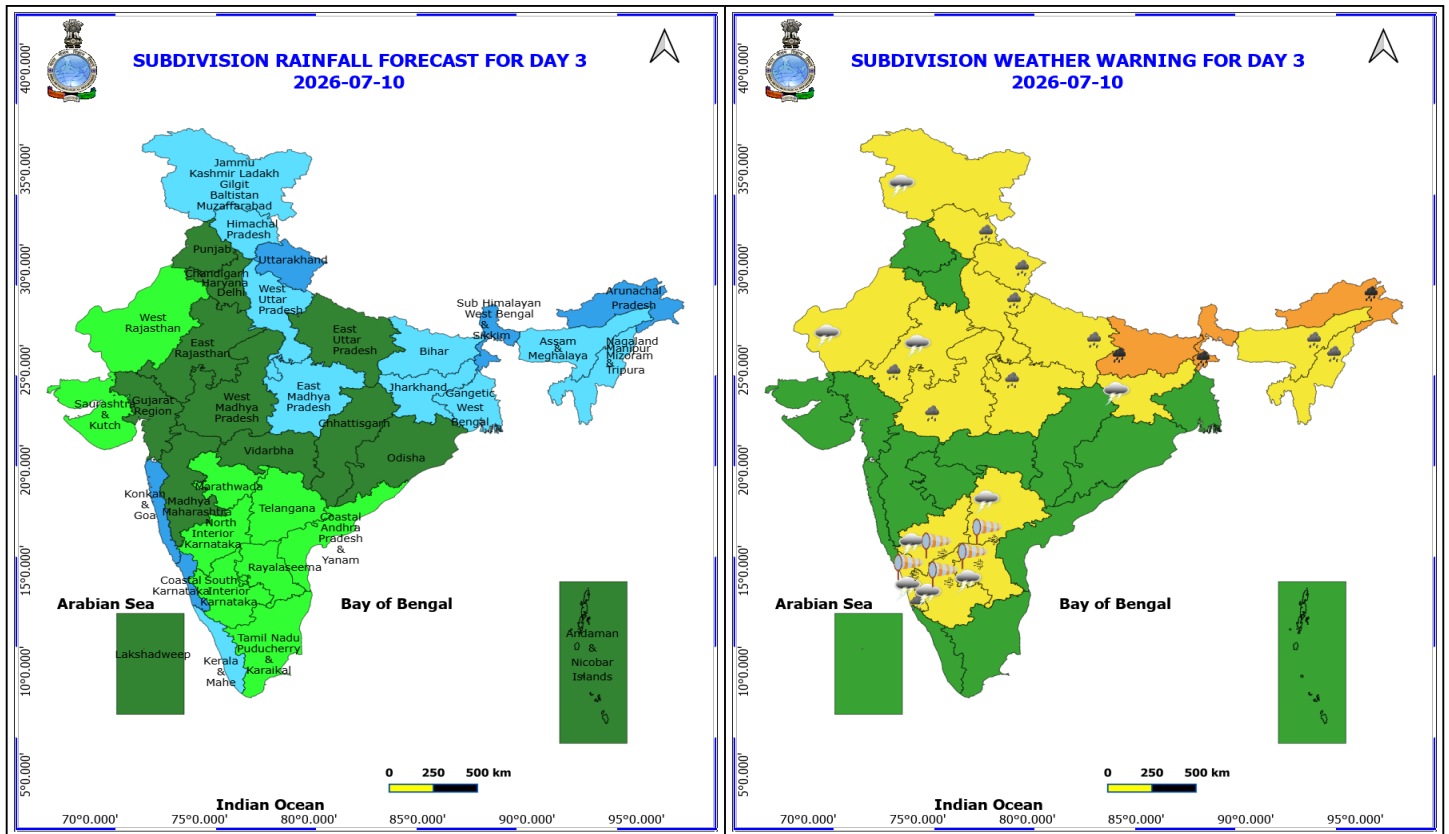 SUBDIVISION RAINFALL FORECAST FOR DAY 3
2026-07-10
40°0.000'
35°0.000'
30°0.000'
25°0.000'
20°0.000'
15°0.000'
10°0.000'
5°0.000'
Jammu
Kashmir Ladakh
Gilgit
Baltistan
Muzaffarabad
Himachal
Pradesh
Punjab
Uttarakhand
Chandigarh
Haryana
Delhi
West
Uttar
Pradesh
West
Rajasthan
East
Rajasthan
East
Uttar
Pradesh
Bihar
Sub Himalayan
West Bengal
&
Sikkim
Arunachal
Pradesh
Assam
&
Meghalaya
Nagaland
Manipur
Mizoram
&
Tripura
Saurashtra
&
Kutch
Gujarat
Region
West
Madhya
Pradesh
East
Madhya
Pradesh
Jharkhand
Gangetic
West
Bengal
Chhattisgarh
Vidarbha
Odisha
Konkan
&
Goa
Madhya
Maharashtra
Marathwada
Telangana
North
Interior
Karnataka
Coastal
Andhra
Pradesh
&
Yanam
Rayalaseema
Coastal
Karnataka
South
Interior
Karnataka
Tamil Nadu
Puducherry
&
Karaikal
Kerala
&
Mahe
Arabian Sea
Bay of Bengal
Lakshadweep
Andaman
&
Nicobar
Islands
0 250 500 km
Indian Ocean
70°0.000' 75°0.000' 80°0.000' 85°0.000' 90°0.000' 95°0.000'
SUBDIVISION WEATHER WARNING FOR DAY 3
2026-07-10
40°0.000'
35°0.000'
30°0.000'
25°0.000'
20°0.000'
15°0.000'
10°0.000'
5°0.000'
Arabian Sea
Bay of Bengal
0 250 500 km
Indian Ocean
70°0.000' 75°0.000' 80°0.000' 85°0.000' 90°0.000' 95°0.000'